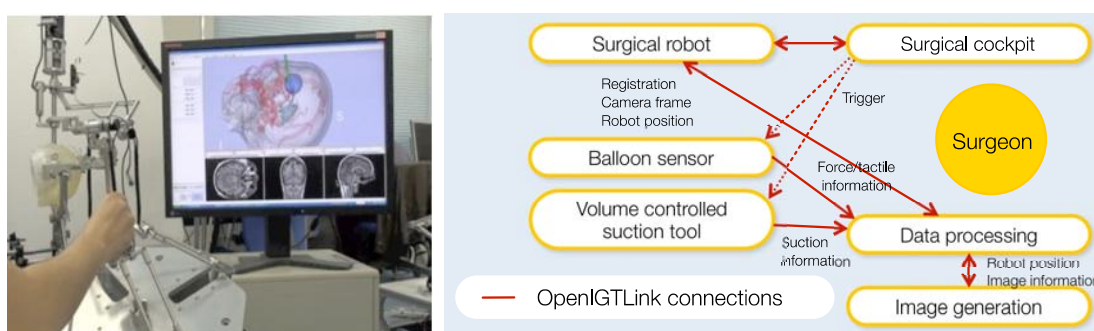 Surgical robot
Surgical cockpit
Registration
Camera frame
Robot position
Trigger
Surgeon
Balloon sensor
Force/tactile
information
Volume controlled
suction tool
Suction
information
Data processing
Robot position
Image information
OpenIGTLink connections
Image generation